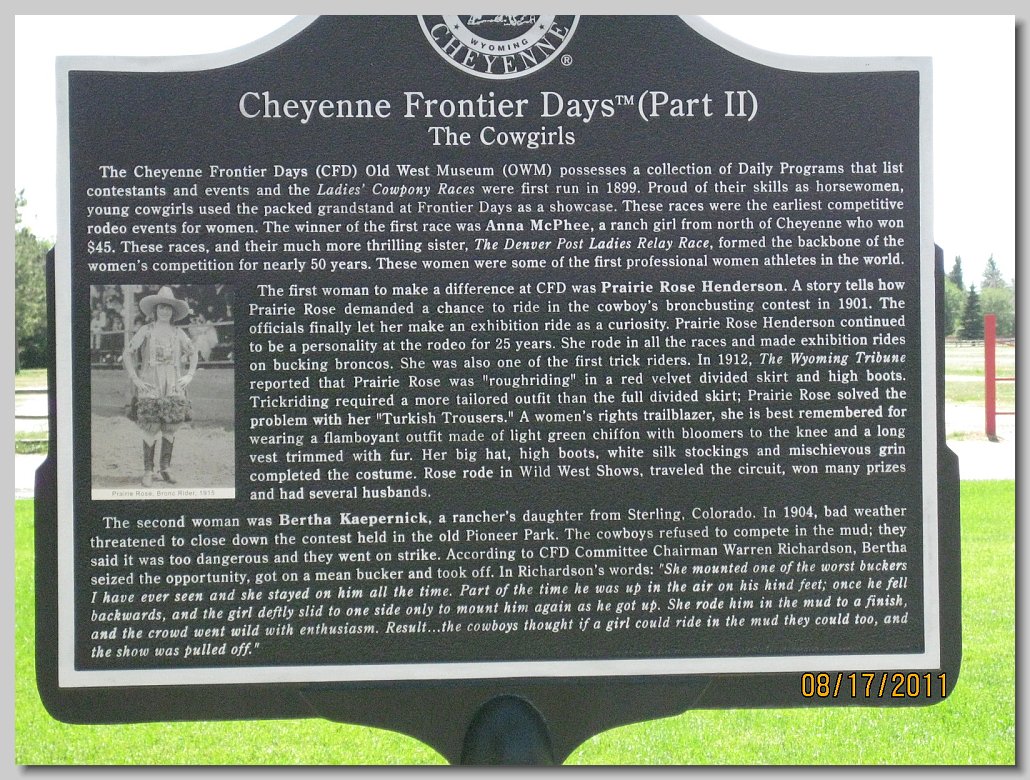 WYOMING
CHEYENNE
®
Cheyenne Frontier Days™ (Part II)
The Cowgirls
The Cheyenne Frontier Days (CFD) Old West Museum (OWM) possesses a collection of Daily Programs that list
contestants and events and the Ladies' Cowpony Races were first run in 1899. Proud of their skills as horsewomen,
young cowgirls used the packed grandstand at Frontier Days as a showcase. These races were the earliest competitive
rodeo events for women. The winner of the first race was Anna McPhee, a ranch girl from north of Cheyenne who won
$45. These races, and their much more thrilling sister, The Denver Post Ladies Relay Race, formed the backbone of the
women's competition for nearly 50 years. These women were some of the first professional women athletes in the world.
The first woman to make a difference at CFD was Prairie Rose Henderson. A story tells how
Prairie Rose demanded a chance to ride in the cowboy's broncbusting contest in 1901. The
officials finally let her make an exhibition ride as a curiosity. Prairie Rose Henderson continued
to be a personality at the rodeo for 25 years. She rode in all the races and made exhibition rides
on bucking broncos. She was also one of the first trick riders. In 1912, The Wyoming Tribune
reported that Prairie Rose was "roughriding" in a red velvet divided skirt and high boots.
Trickriding required a more tailored outfit than the full divided skirt; Prairie Rose solved the
problem with her "Turkish Trousers." A women's rights trailblazer, she is best remembered for
wearing a flamboyant outfit made of light green chiffon with bloomers to the knee and a long
vest trimmed with fur. Her big hat, high boots, white silk stockings and mischievous grin
completed the costume. Rose rode in Wild West Shows, traveled the circuit, won many prizes
and had several husbands.
Prairie Rose, Bronc Rider, 1915
The second woman was Bertha Kaepernick, a rancher's daughter from Sterling, Colorado. In 1904, bad weather
threatened to close down the contest held in the old Pioneer Park. The cowboys refused to compete in the mud; they
said it was too dangerous and they went on strike. According to CFD Committee Chairman Warren Richardson, Bertha
seized the opportunity, got on a mean bucker and took off. In Richardson's words: "She mounted one of the worst buckers
I have ever seen and she stayed on him all the time. Part of the time he was up in the air on his hind feet; once he fell
backwards, and the girl deftly slid to one side only to mount him again as he got up. She rode him in the mud to a finish,
and the crowd went wild with enthusiasm. Result...the cowboys thought if a girl could ride in the mud they could too, and
the show was pulled off."
08/17/2011